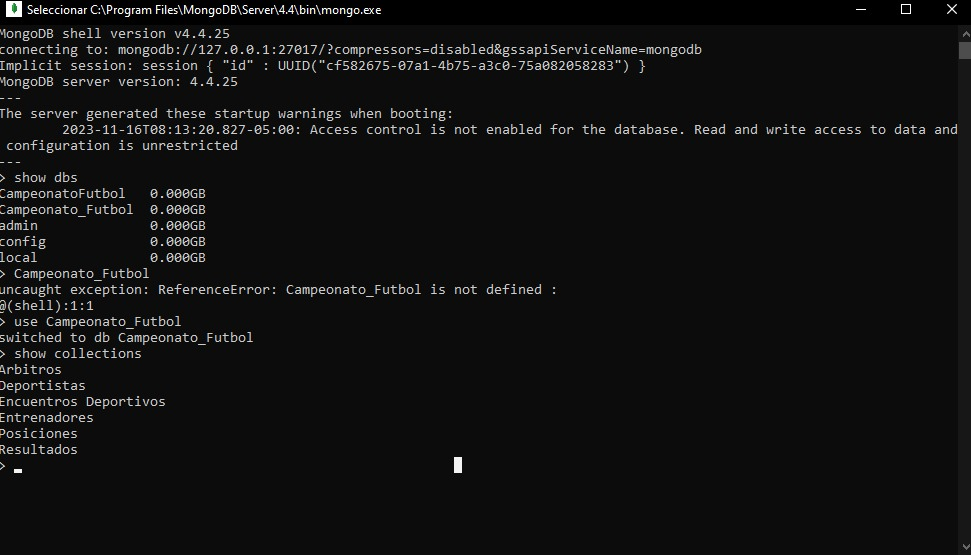 Seleccionar C:\Program Files\MongoDB\Server\4.4\bin\mongo.exe
MongoDB shell version v4.4.25
connecting to: mongodb://127.0.0.1:27017/?compressors=disabled&gssapiServiceName=mongodb
Implicit session: session { "id" : UUID("cf582675-07a1-4b75-a3c0-75a082058283") }
MongoDB server version: 4.4.25
---
The server generated these startup warnings when booting:
        2023-11-16T08:13:20.827-05:00: Access control is not enabled for the database. Read and write access to data and
 configuration is unrestricted
---
> show dbs
CampeonatoFutbol   0.000GB
Campeonato_Futbol  0.000GB
admin              0.000GB
config             0.000GB
local              0.000GB
> Campeonato_Futbol
uncaught exception: ReferenceError: Campeonato_Futbol is not defined :
@(shell):1:1
> use Campeonato_Futbol
switched to db Campeonato_Futbol
> show collections
Arbitros
Deportistas
Encuentros Deportivos
Entrenadores
Posiciones
Resultados
>